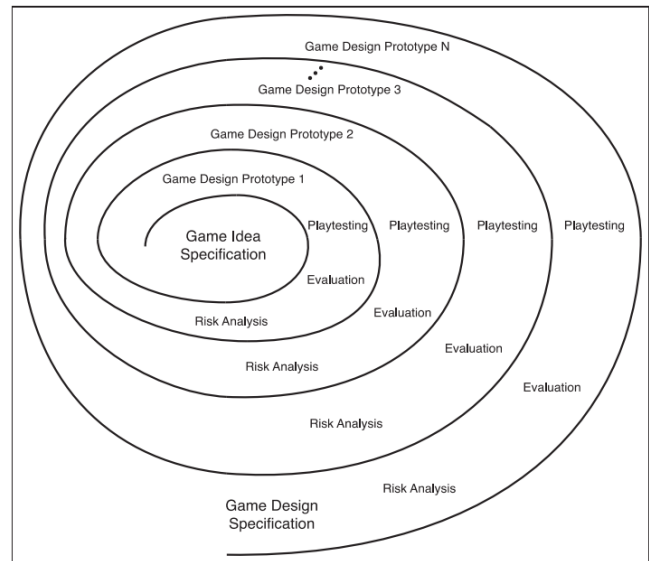 Game Design Prototype N
Game Design Prototype 3
Game Design Prototype 2
Game Design Prototype 1
Game Idea
Specification
Playtesting
Playtesting
Playtesting
Playtesting
Evaluation
Evaluation
Evaluation
Evaluation
Risk Analysis
Risk Analysis
Risk Analysis
Risk Analysis
Game Design
Specification